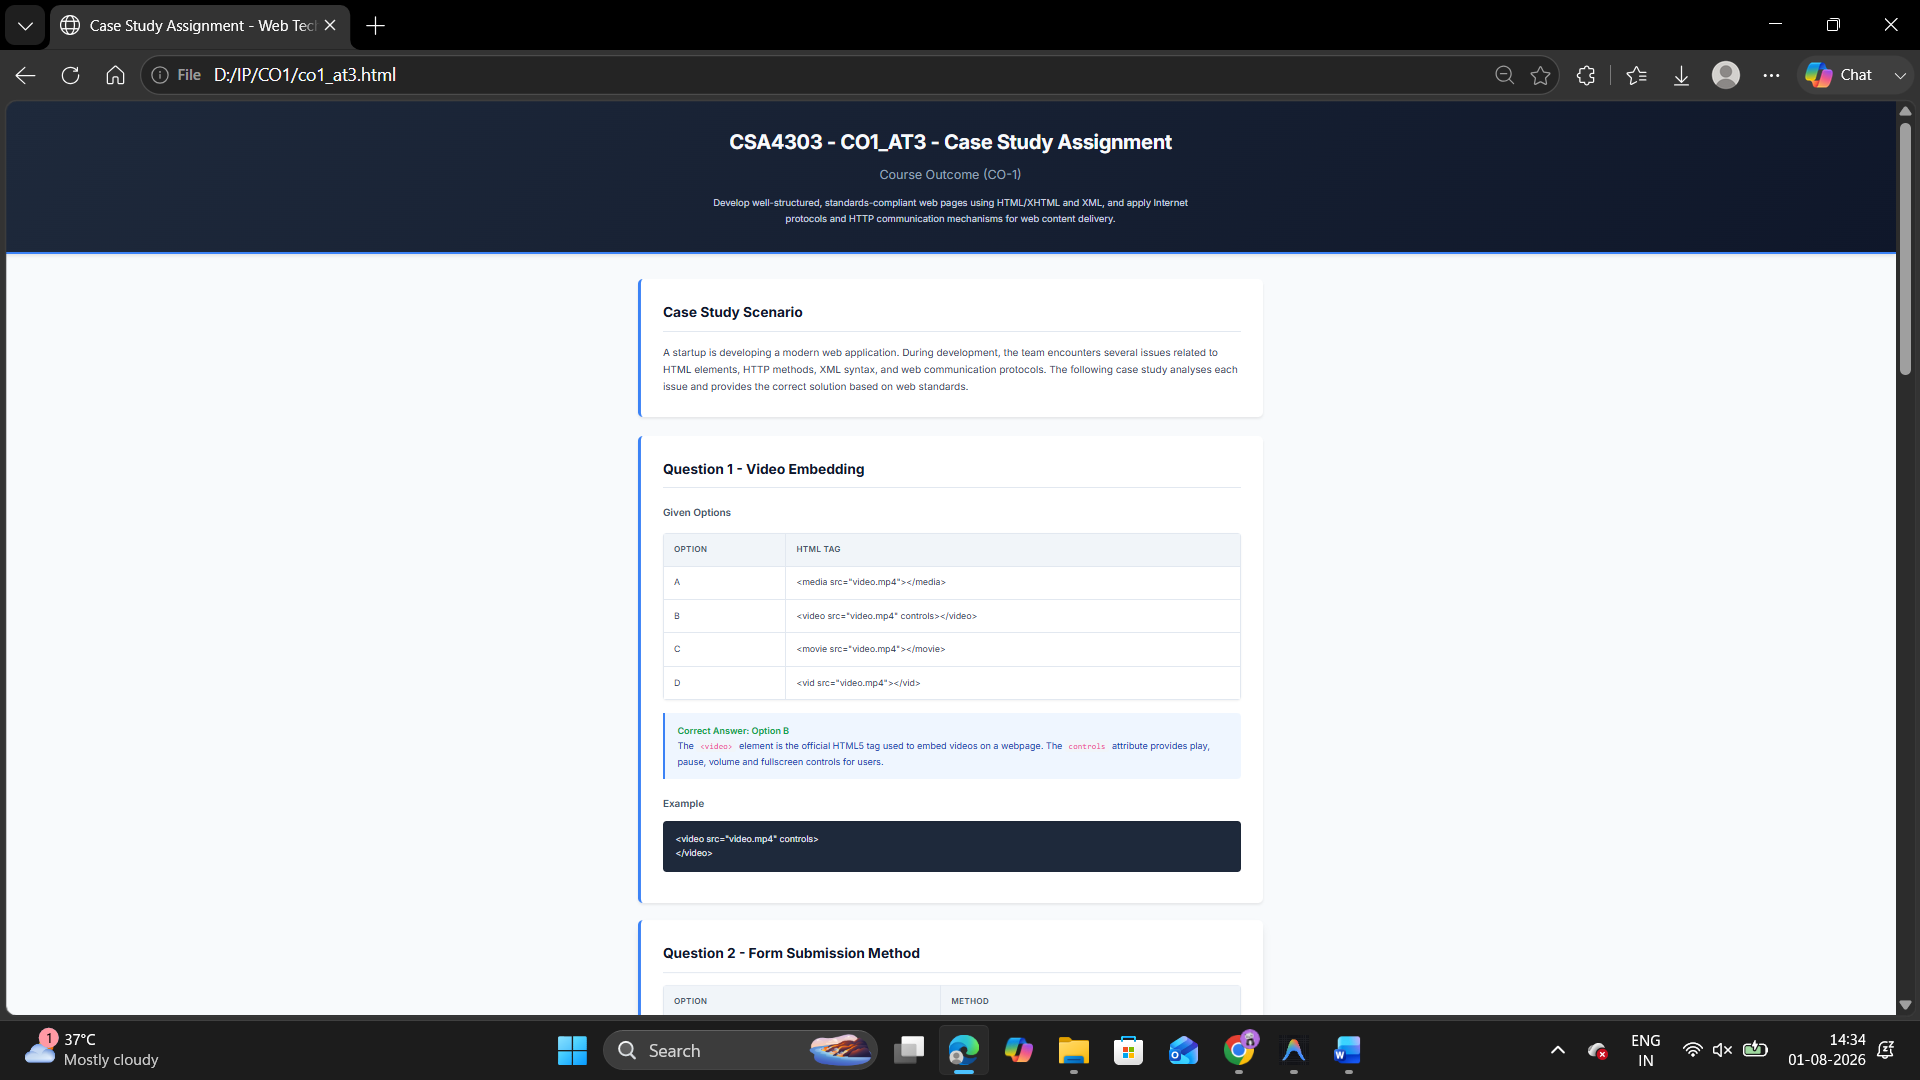 Case Study Assignment - Web Tec
File D:/IP/CO1/co1_at3.html
Chat
CSA4303 - CO1_AT3 - Case Study Assignment
Course Outcome (CO-1)
Develop well-structured, standards-compliant web pages using HTML/XHTML and XML, and apply Internet
protocols and HTTP communication mechanisms for web content delivery.
Case Study Scenario
A startup is developing a modern web application. During development, the team encounters several issues related to
HTML elements, HTTP methods, XML syntax, and web communication protocols. The following case study analyses each
issue and provides the correct solution based on web standards.
Question 1 - Video Embedding
Given Options
OPTION HTML TAG
A <media src="video.mp4"></media>
B <video src="video.mp4" controls></video>
C <movie src="video.mp4"></movie>
D <vid src="video.mp4"></vid>
Correct Answer: Option B
The <video> element is the official HTML5 tag used to embed videos on a webpage. The controls attribute provides play,
pause, volume and fullscreen controls for users.
Example
<video src="video.mp4" controls>
</video>
Question 2 - Form Submission Method
OPTION METHOD
1
37°C
Mostly cloudy
Search
ENG
IN
14:34
01-08-2026